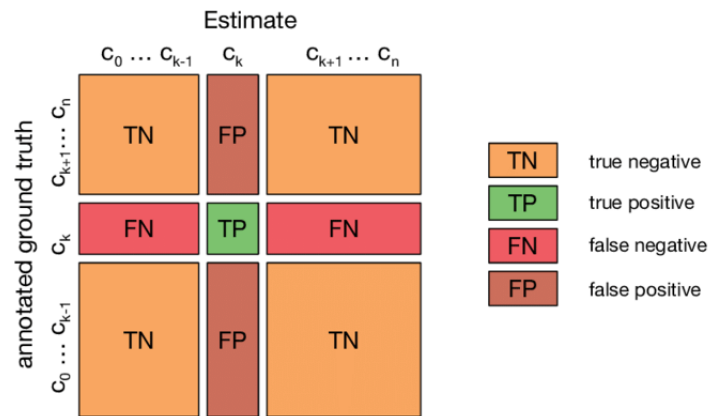 Estimate
c0 ... ck-1 ck ck+1 ... cn
annotated ground truth
ck+1 ... cn
TN FP TN
ck
FN TP FN
c0 ... ck-1
TN FP TN
TN true negative
TP true positive
FN false negative
FP false positive